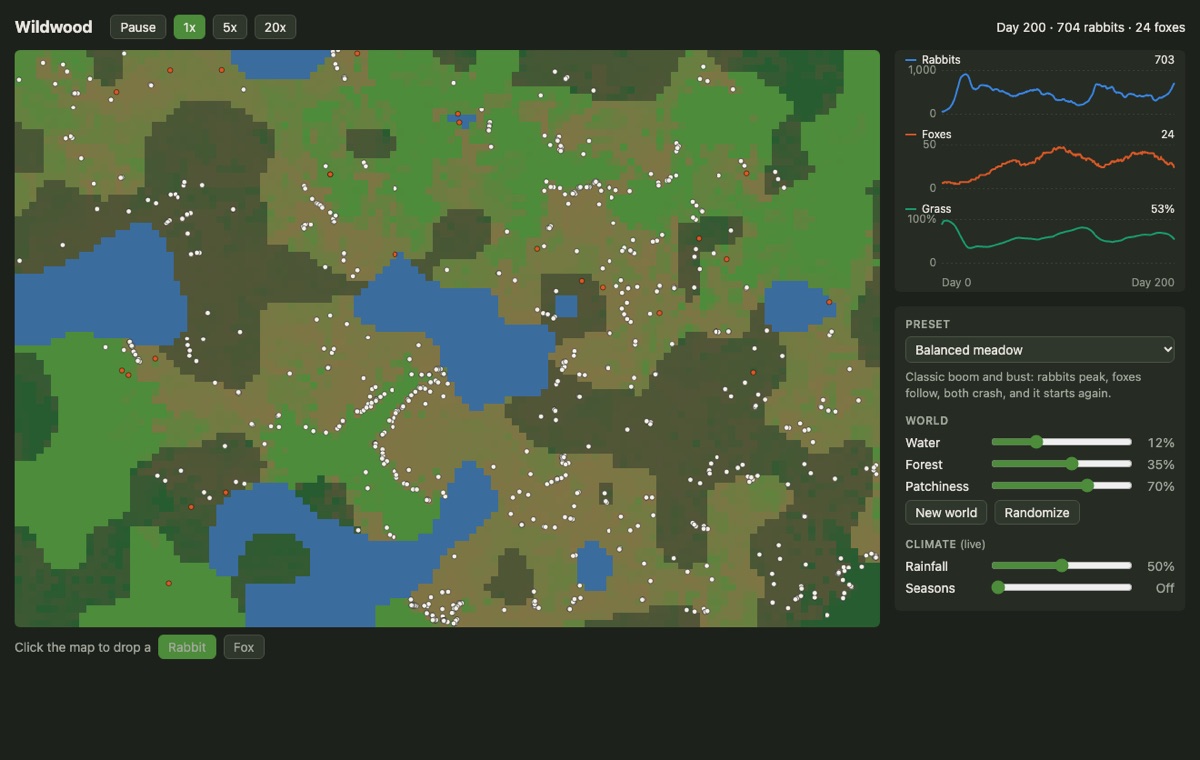 Wildwood Pause 1x 5x 20x Day 200 · 704 rabbits · 24 foxes
Rabbits 703
1,000
0
Foxes 24
50
0
Grass 53%
100%
0
Day 0 Day 200
PRESET
Balanced meadow
Classic boom and bust: rabbits peak, foxes
follow, both crash, and it starts again.
WORLD
Water 12%
Forest 35%
Patchiness 70%
New world Randomize
CLIMATE (live)
Rainfall 50%
Seasons Off
Click the map to drop a Rabbit Fox